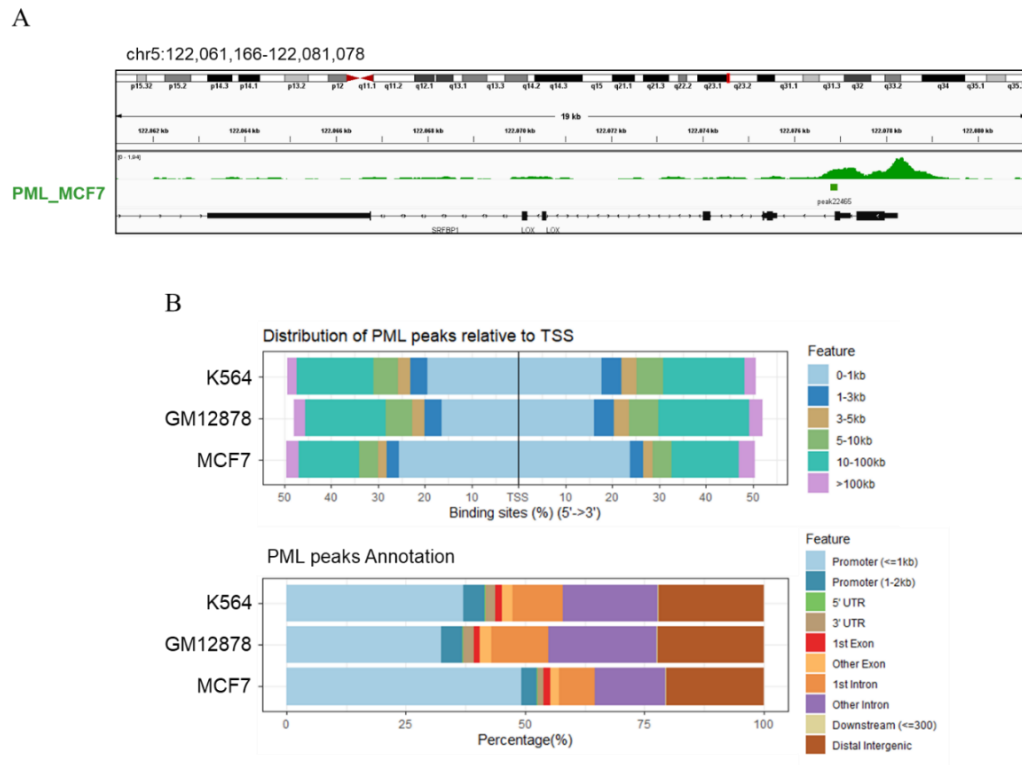 A
chr5:122,061,166-122,081,078
p15.32 p15.2 p14.3 p14.1 p13.2 p12 q11.1 q11.2 q12.1 q13.1 q13.3 q14.2 q14.3 q15 q21.1 q21.3 q22.2 q23.1 q23.2 q31.1 q31.3 q32 q33.2 q34 q35.1
19 kb
122,062 kb 122,064 kb 122,066 kb 122,068 kb 122,070 kb 122,072 kb 122,074 kb 122,076 kb 122,078 kb 122,080 kb
PML_MCF7
peak22465
SRFBP1 LOX LOX
B
Distribution of PML peaks relative to TSS
K564
GM12878
MCF7
50 40 30 20 10 TSS 10 20 30 40 50
Binding sites (%) (5'->3')
Feature
0-1kb
1-3kb
3-5kb
5-10kb
10-100kb
>100kb
PML peaks Annotation
K564
GM12878
MCF7
0 25 50 75 100
Percentage(%)
Feature
Promoter (<=1kb)
Promoter (1-2kb)
5' UTR
3' UTR
1st Exon
Other Exon
1st Intron
Other Intron
Downstream (<=300)
Distal Intergenic